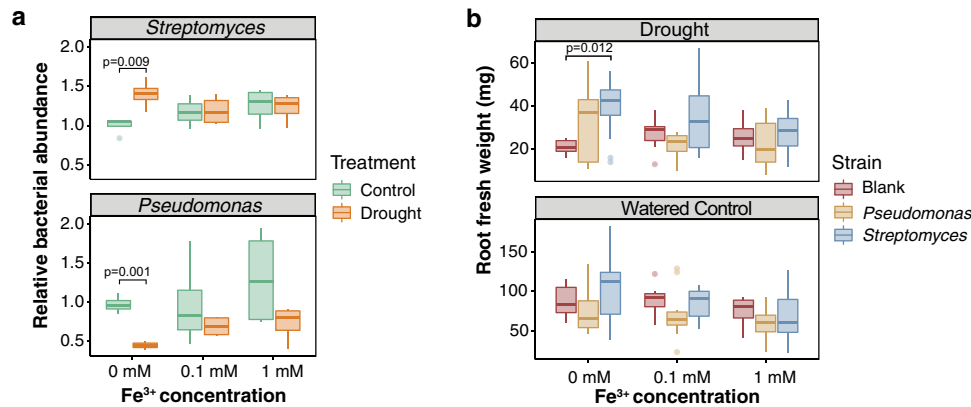 a
Streptomyces
2.0
p=0.009
1.5
1.0
0.5
Pseudomonas
2.0
1.5
p=0.001
1.0
0.5
Relative bacterial abundance
0 mM 0.1 mM 1 mM
Fe³⁺ concentration
Treatment
Control
Drought
b
Drought
p=0.012
60
40
20
Watered Control
150
100
50
Root fresh weight (mg)
0 mM 0.1 mM 1 mM
Fe³⁺ concentration
Strain
Blank
Pseudomonas
Streptomyces